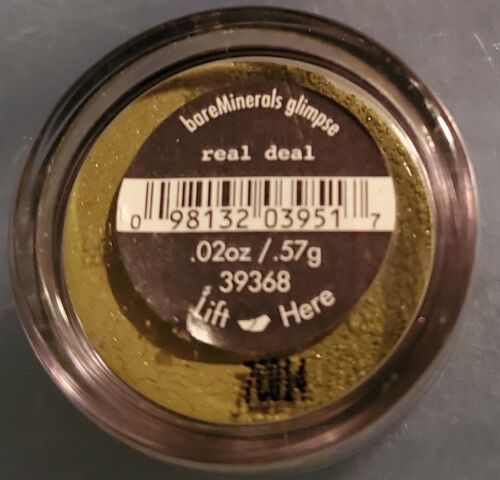 bareMinerals glimpse
real deal
0 98132 03951 7
.02oz/.57g
39368
Lift Here